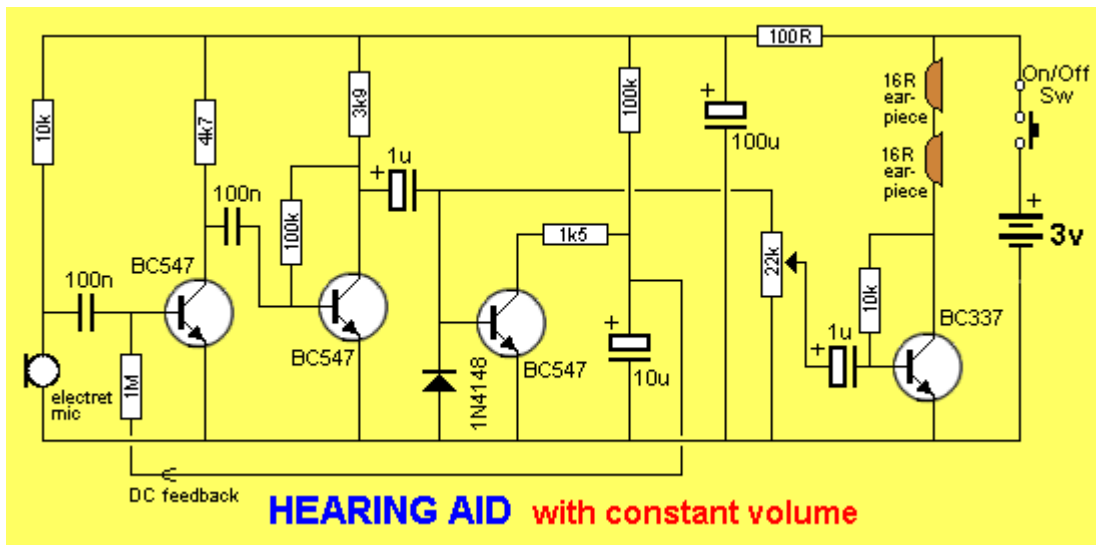 100R
On/Off
Sw
16R
ear-
piece
16R
ear-
piece
10k
4k7
3k9
100k
+
100u
+
1u
100n
100k
1k5
22k
+
3v
BC547
100n
BC547
BC547
+
10u
1N4148
10k
+
1u
BC337
electret
mic
1M
DC feedback
HEARING AID with constant volume